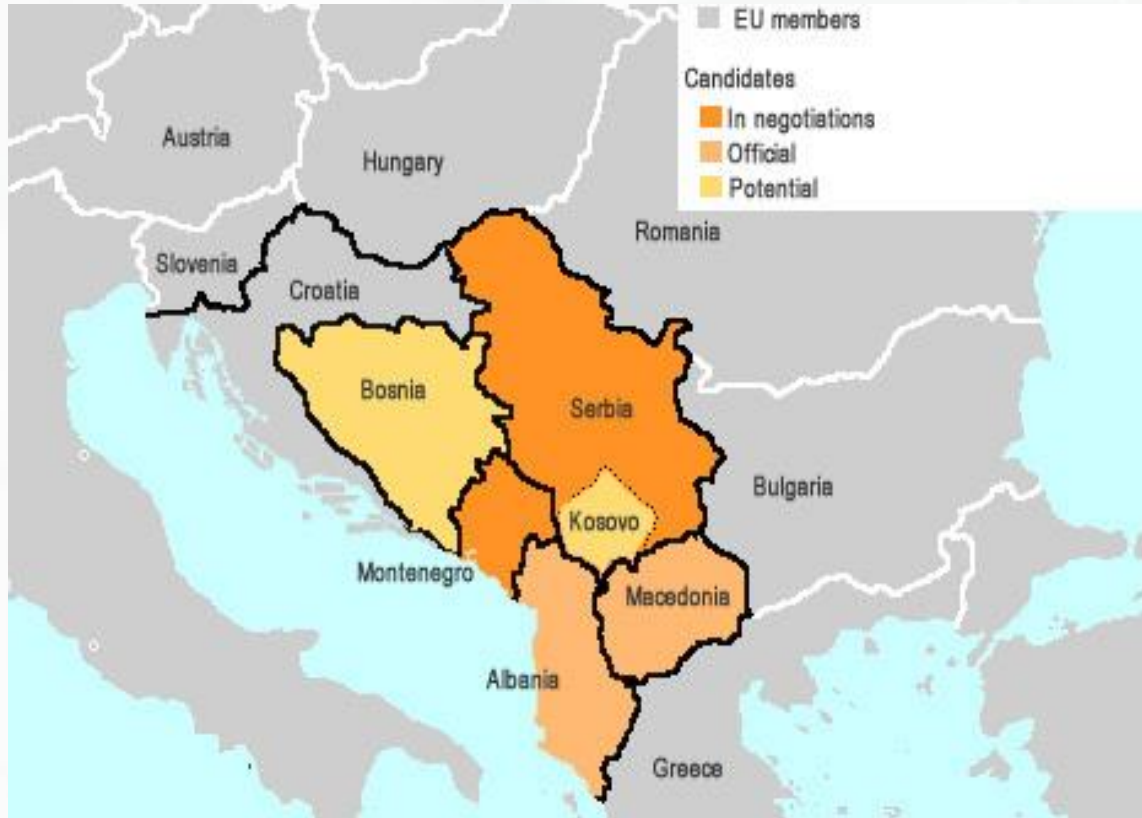 EU members
Candidates
In negotiations
Official
Potential
Austria
Hungary
Romania
Slovenia
Croatia
Bosnia
Serbia
Bulgaria
Kosovo
Montenegro
Macedonia
Albania
Greece